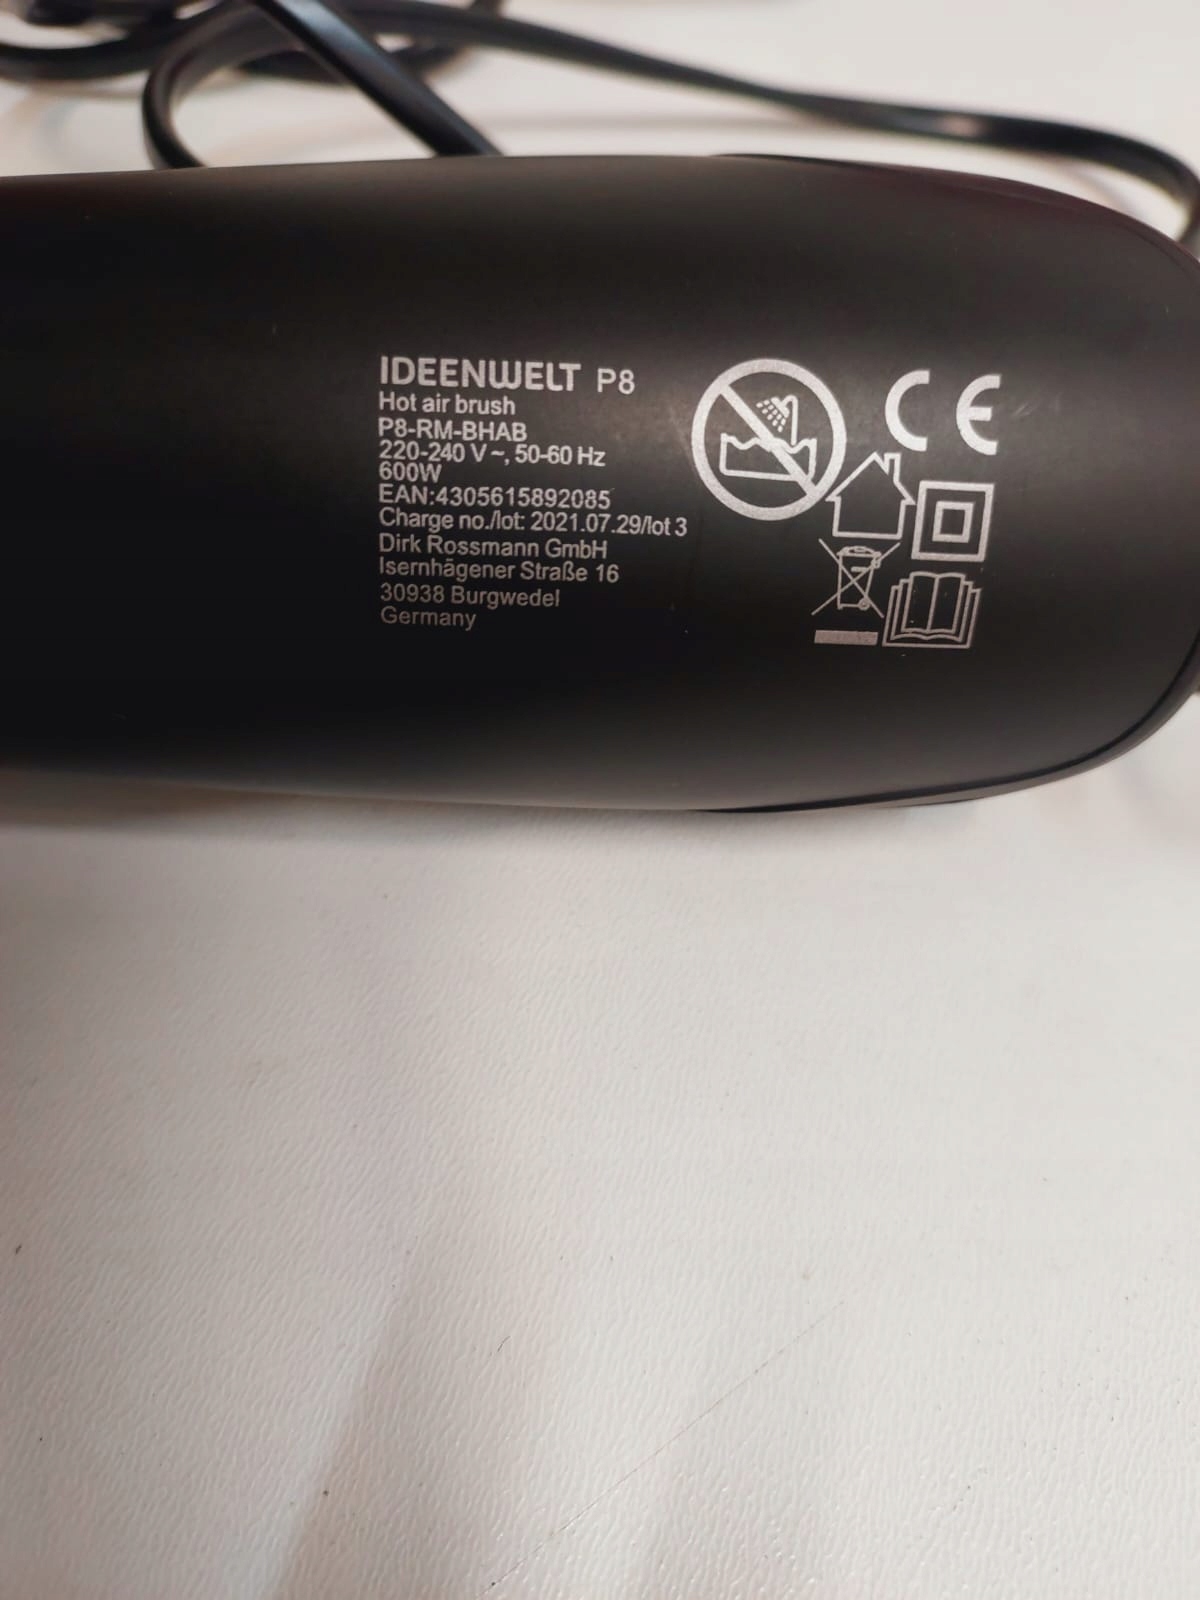 IDEENWELT P8
Hot air brush
P8-RM-BHAB
220-240 V~, 50-60 Hz
600W
EAN:4305615892085
Charge no./lot: 2021.07.29/lot 3
Dirk Rossmann GmbH
Isernhägener Straße 16
30938 Burgwedel
Germany
CE